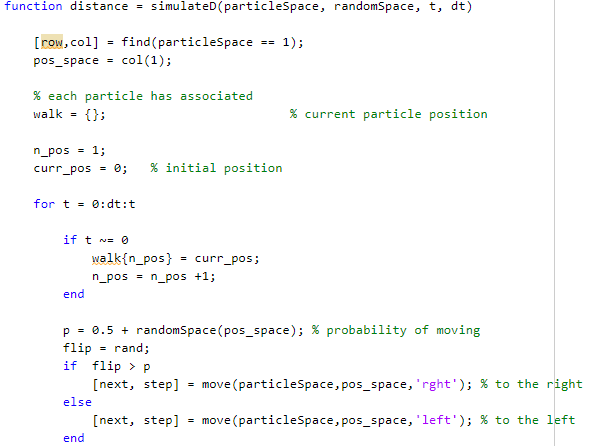 function distance = simulateD(particleSpace, randomSpace, t, dt)
[row,col] = find(particleSpace == 1);
pos_space = col(1);
% each particle has associated
walk = {}; % current particle position
n_pos = 1;
curr_pos = 0; % initial position
for t = 0:dt:t
if t ~= 0
walk{n_pos} = curr_pos;
n_pos = n_pos +1;
end
p = 0.5 + randomSpace(pos_space); % probability of moving
flip = rand;
if flip > p
[next, step] = move(particleSpace,pos_space,'rght'); % to the right
else
[next, step] = move(particleSpace,pos_space,'left'); % to the left
end